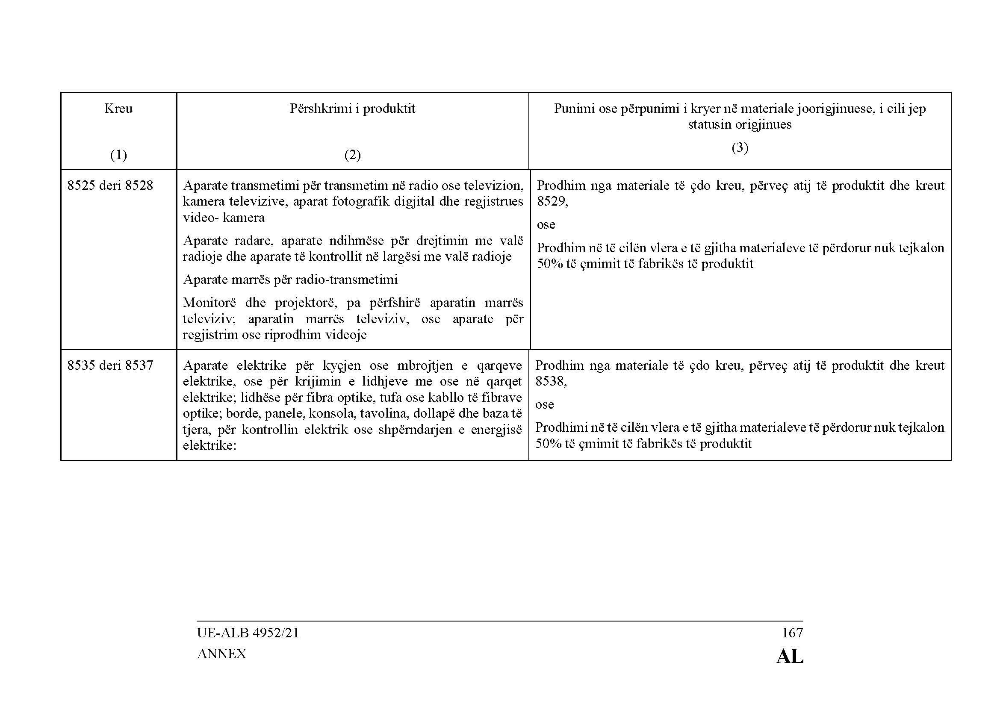 Kreu
(1)
Përshkrimi i produktit
(2)
Punimi ose përpunimi i kryer në materiale joorigjinuese, i cili jep
statusin origjinues
(3)
8525 deri 8528
Aparate transmetimi për transmetim në radio ose televizion,
kamera televizive, aparat fotografik digjital dhe regjistrues
video- kamera
Aparate radare, aparate ndihmëse për drejtimin me valë
radioje dhe aparate të kontrollit në largësi me valë radioje
Aparate marrës për radio-transmetimi
Monitorë dhe projektorë, pa përfshirë aparatin marrës
televiziv; aparatin marrës televiziv, ose aparate për
regjistrim ose riprodhim videoje
Prodhim nga materiale të çdo kreu, përveç atij të produktit dhe kreut
8529,
ose
Prodhim në të cilën vlera e të gjitha materialeve të përdorur nuk tejkalon
50% të çmimit të fabrikës të produktit
8535 deri 8537
Aparate elektrike për kyçjen ose mbrojtjen e qarqeve
elektrike, ose për krijimin e lidhjeve me ose në qarqet
elektrike; lidhëse për fibra optike, tufa ose kabllo të fibrave
optike; borde, panele, konsola, tavolina, dollapë dhe baza të
tjera, për kontrollin elektrik ose shpërndarjen e energjisë
elektrike:
Prodhim nga materiale të çdo kreu, përveç atij të produktit dhe kreut
8538,
ose
Prodhimi në të cilën vlera e të gjitha materialeve të përdorur nuk tejkalon
50% të çmimit të fabrikës të produktit
UE-ALB 4952/21
167
ANNEX
AL